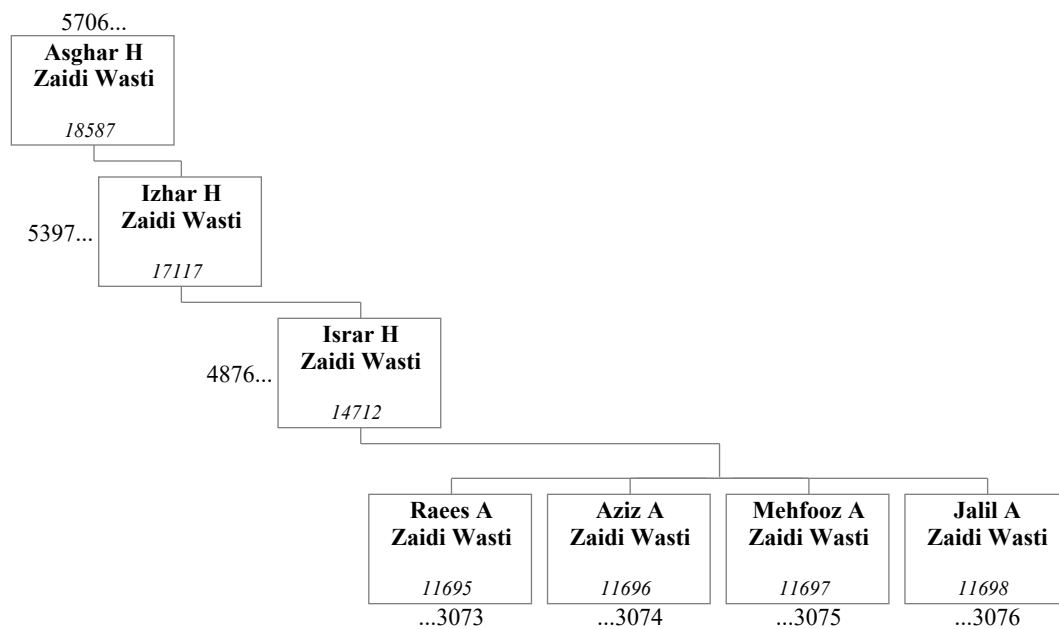 5706...
Asghar H
Zaidi Wasti
18587
Izhar H
Zaidi Wasti
5397...
17117
Israr H
Zaidi Wasti
4876...
14712
Raees A
Zaidi Wasti
11695
...3073
Aziz A
Zaidi Wasti
11696
...3074
Mehfooz A
Zaidi Wasti
11697
...3075
Jalil A
Zaidi Wasti
11698
...3076